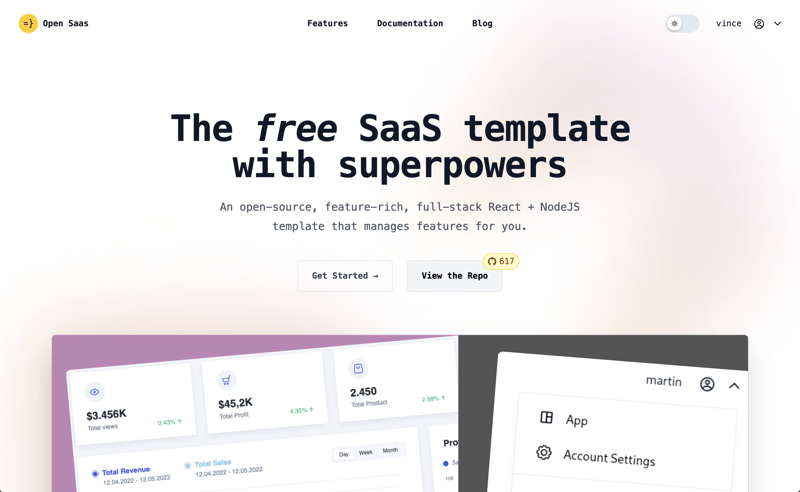 =} Open Saas
Features
Documentation
Blog
vince
The free SaaS template
with superpowers
An open-source, feature-rich, full-stack React + NodeJS
template that manages features for you.
Get Started →
View the Repo
617
$3.456K
Total views
0.43% ↑
$45,2K
Total Profit
4.35% ↑
2.450
Total Product
2.59% ↑
Total Revenue
12.04.2022 - 12.05.2022
Total Sales
12.04.2022 - 12.05.2022
Day
Week
Month
Pro
Sa
100
martin
App
Account Settings